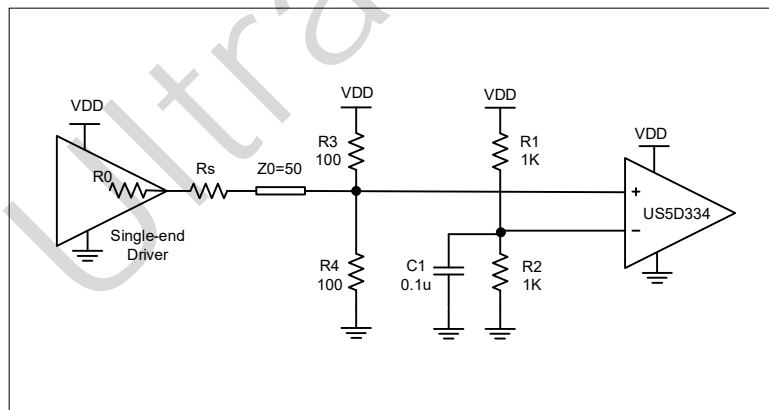 VDD
R0
Rs
Z0=50
Single-end
Driver
VDD
R3
100
R4
100
VDD
R1
1K
C1
0.1u
R2
1K
VDD
+
−
US5D334
Ultra